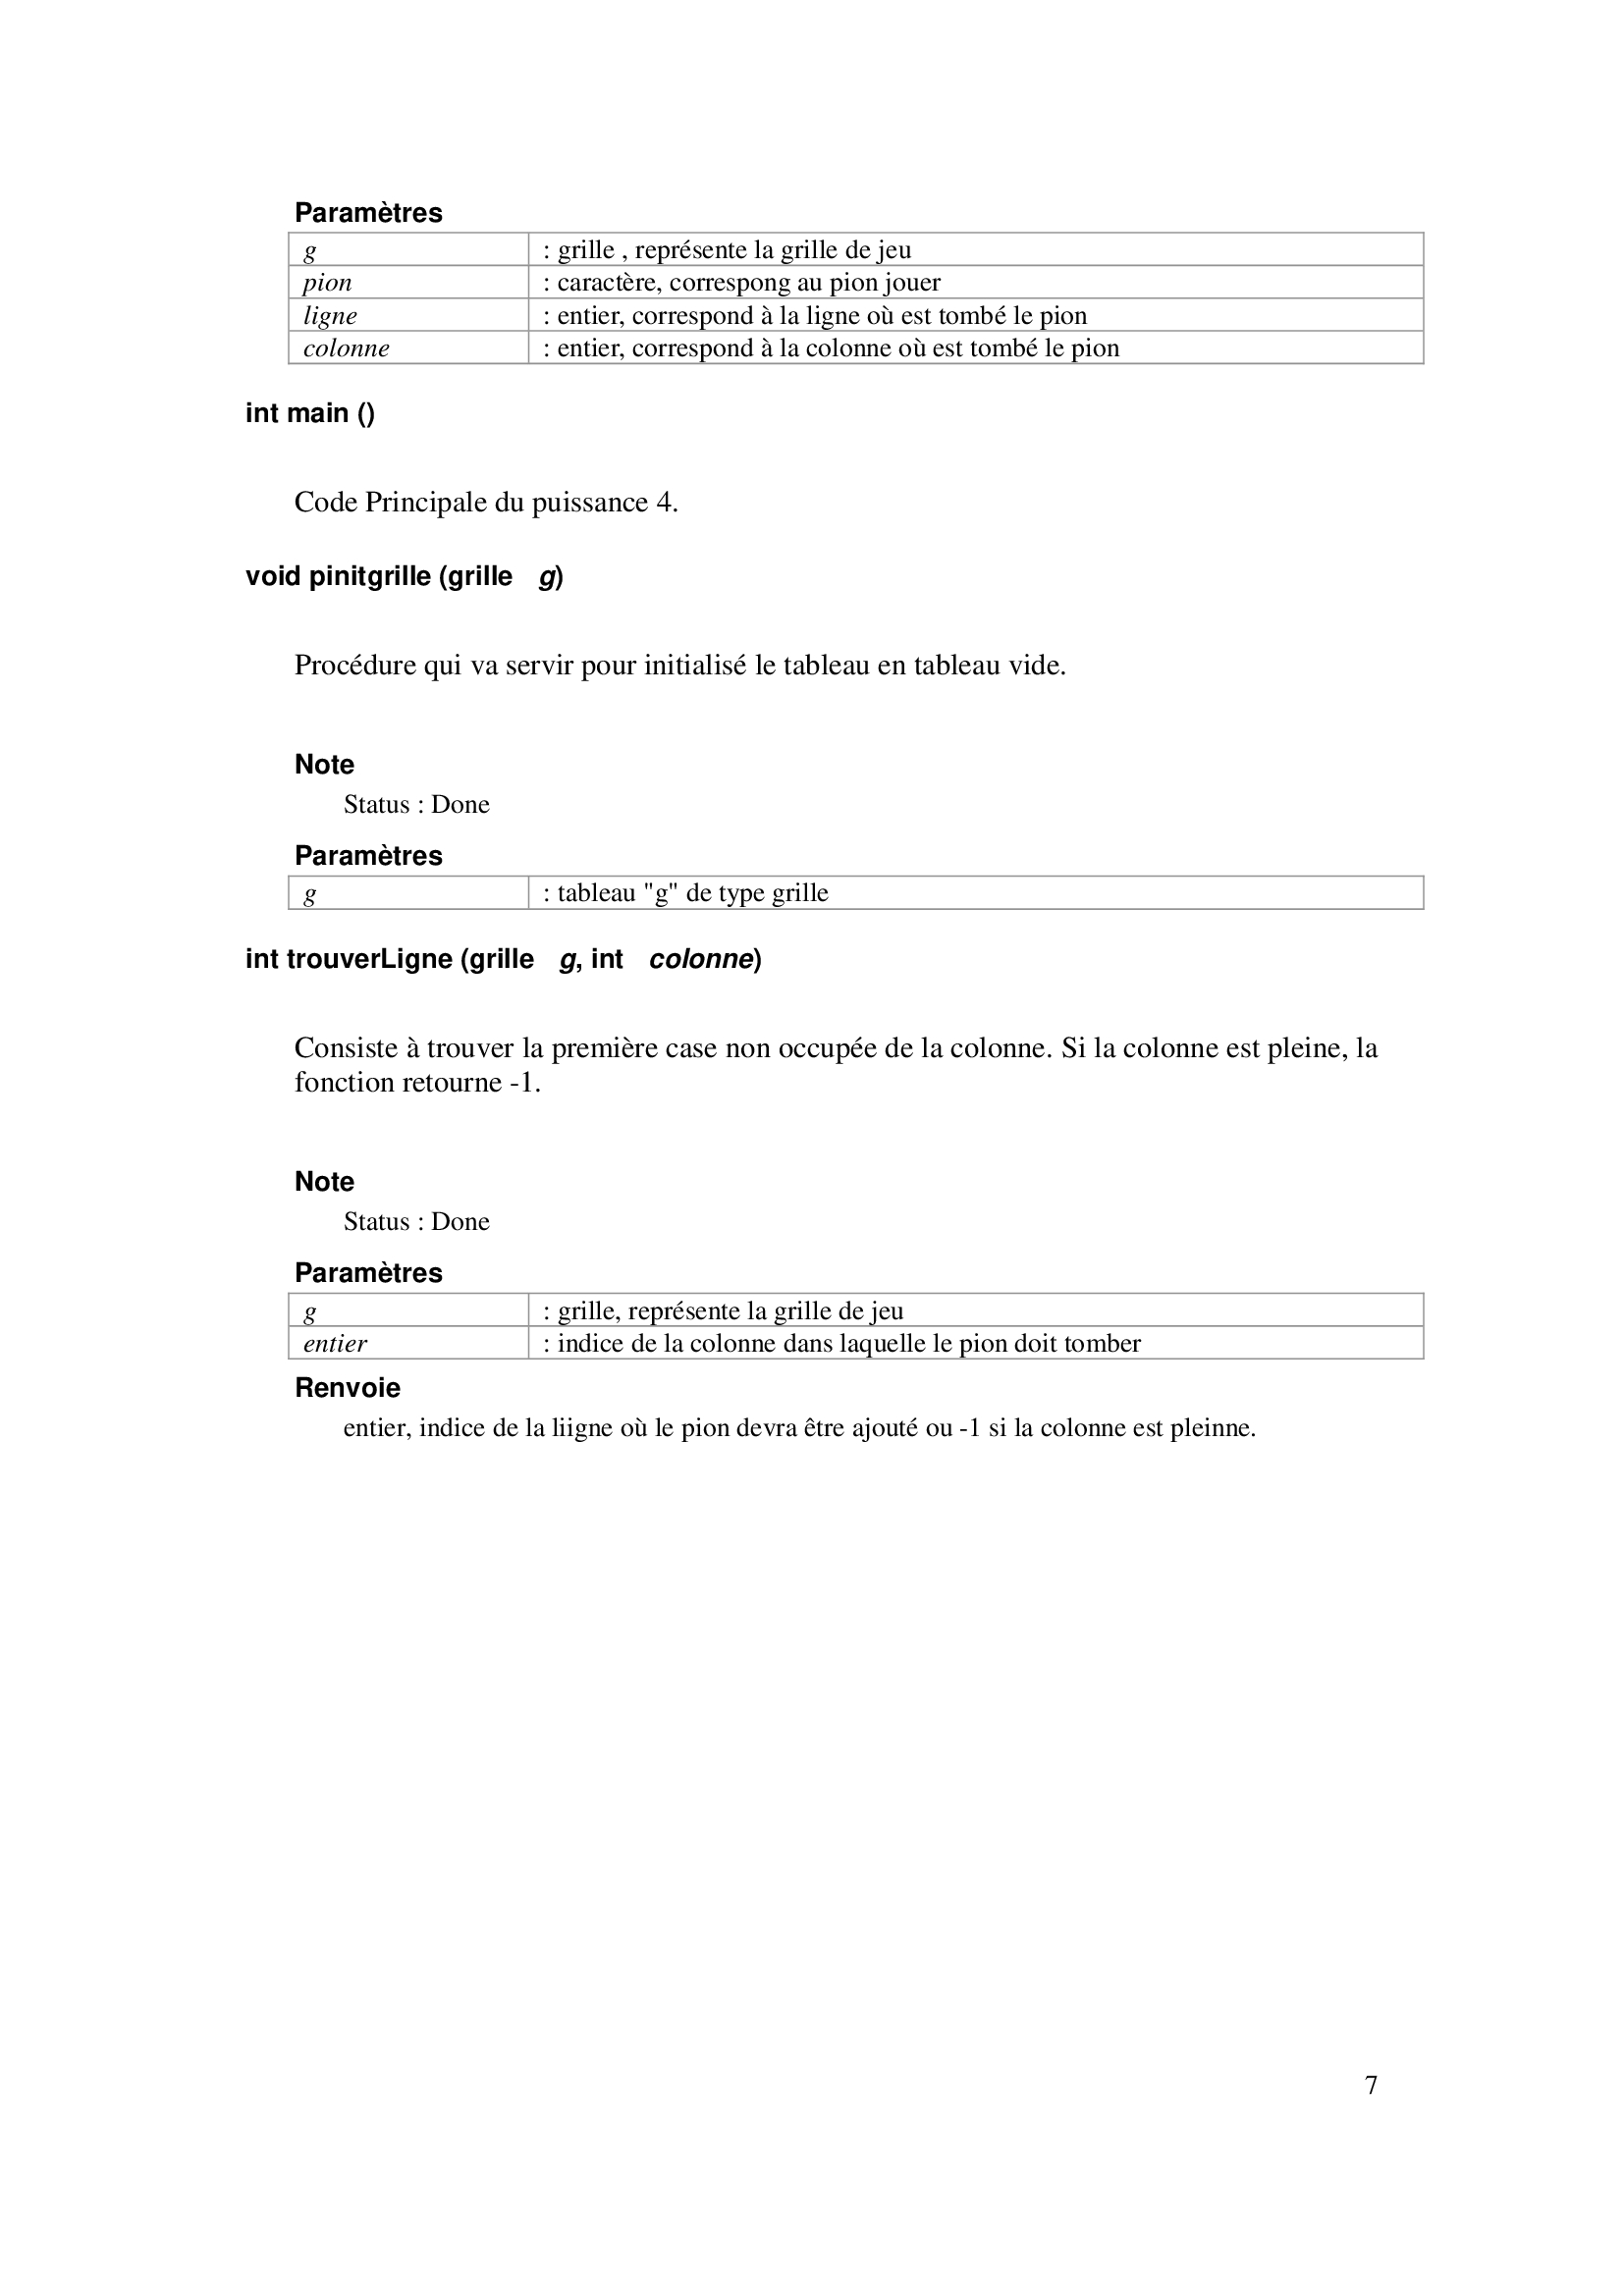 Paramètres
g : grille , représente la grille de jeu
pion : caractère, correspong au pion jouer
ligne : entier, correspond à la ligne où est tombé le pion
colonne : entier, correspond à la colonne où est tombé le pion
int main ()
Code Principale du puissance 4.
void pinitgrille (grille g)
Procédure qui va servir pour initialisé le tableau en tableau vide.
Note
Status : Done
Paramètres
g : tableau "g" de type grille
int trouverLigne (grille g, int colonne)
Consiste à trouver la première case non occupée de la colonne. Si la colonne est pleine, la
fonction retourne -1.
Note
Status : Done
Paramètres
g : grille, représente la grille de jeu
entier : indice de la colonne dans laquelle le pion doit tomber
Renvoie
entier, indice de la liigne où le pion devra être ajouté ou -1 si la colonne est pleinne.
7